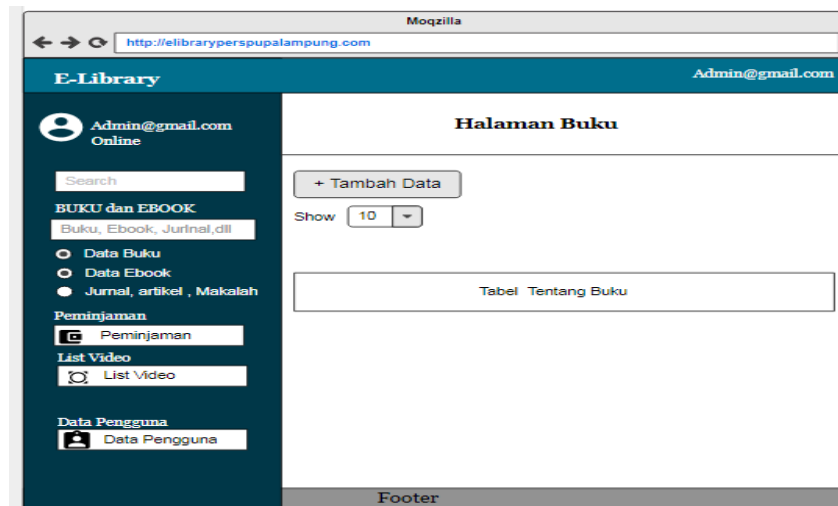 Moqzilla
http://elibraryperspupalampung.com
E-Library
Admin@gmail.com
Admin@gmail.com
Online
Search
BUKU dan EBOOK
Buku, Ebook, Jurlnal,dll
Data Buku
Data Ebook
Jurnal, artikel , Makalah
Peminjaman
Peminjaman
List Video
List Video
Data Pengguna
Data Pengguna
Halaman Buku
+ Tambah Data
Show 10
Tabel Tentang Buku
Footer